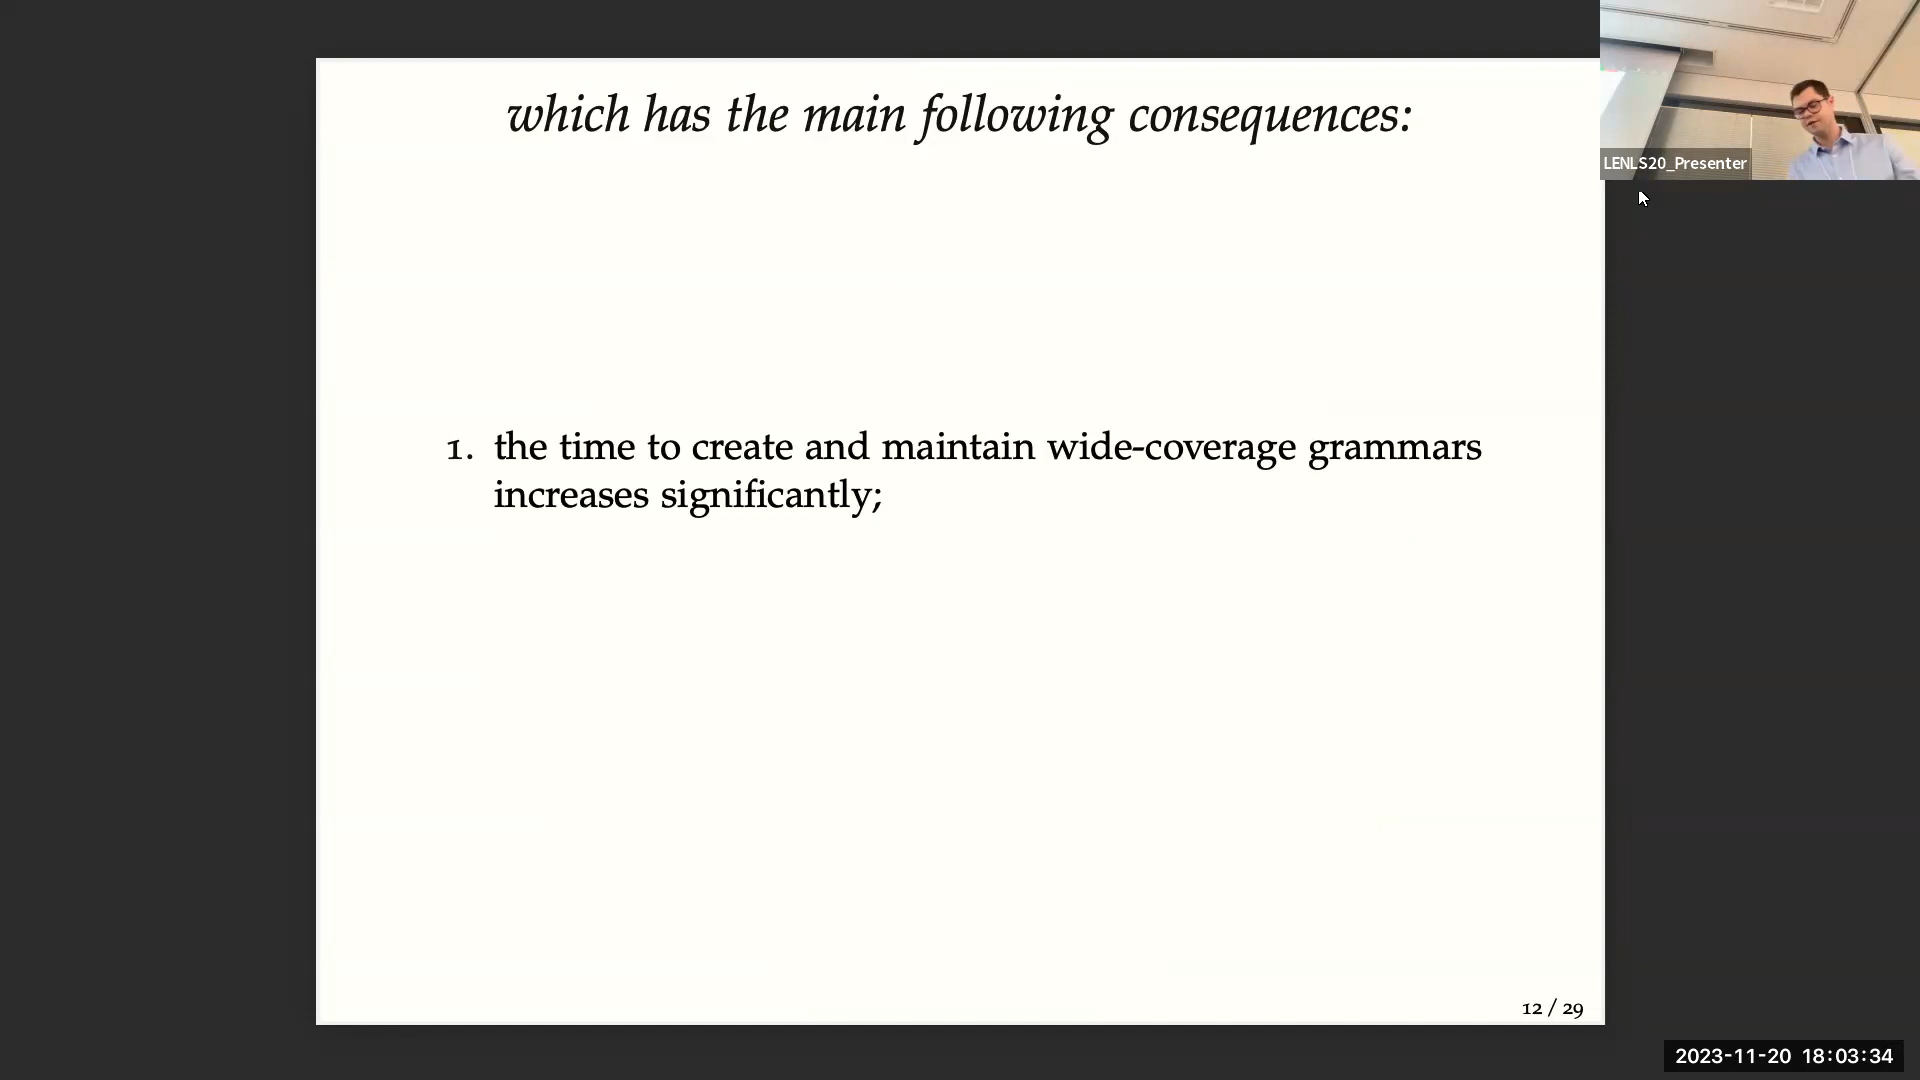 which has the main following consequences:
LENLS20_Presenter
1. the time to create and maintain wide-coverage grammars
increases significantly;
12 / 29
2023-11-20 18:03:34